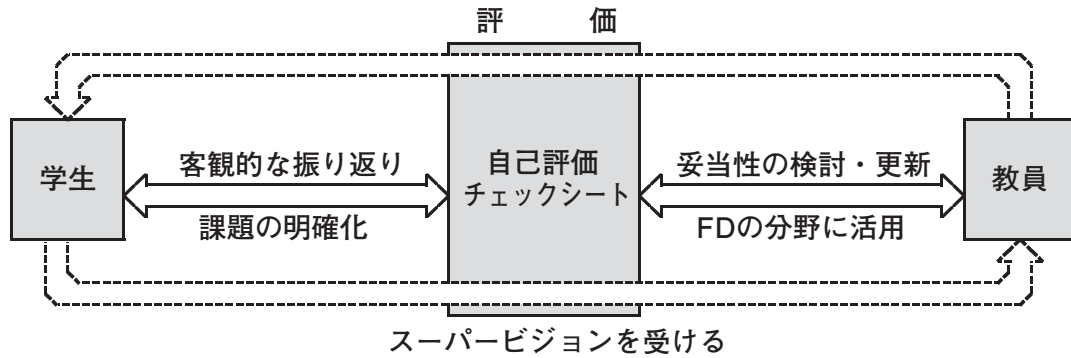 評　価
客観的な振り返り
妥当性の検討・更新
学生
自己評価
チェックシート
教員
課題の明確化
FDの分野に活用
スーパービジョンを受ける